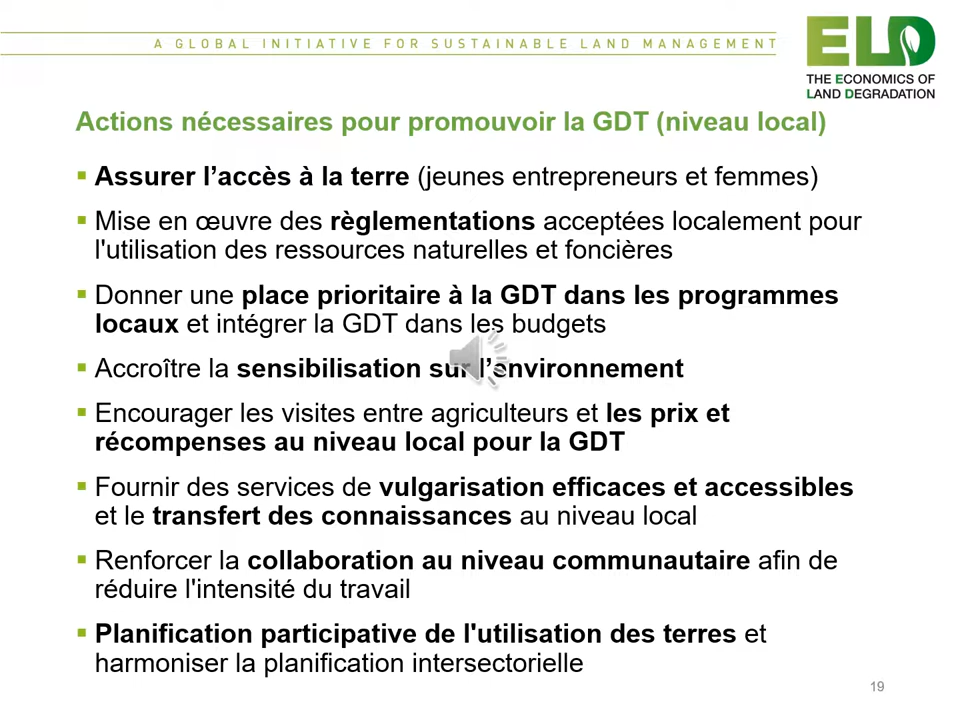 A GLOBAL INITIATIVE FOR SUSTAINABLE LAND MANAGEMENT
ELD
THE ECONOMICS OF
LAND DEGRADATION
Actions nécessaires pour promouvoir la GDT (niveau local)
▪ Assurer l’accès à la terre (jeunes entrepreneurs et femmes)
▪ Mise en œuvre des règlementations acceptées localement pour
l'utilisation des ressources naturelles et foncières
▪ Donner une place prioritaire à la GDT dans les programmes
locaux et intégrer la GDT dans les budgets
▪ Accroître la sensibilisation sur l’environnement
▪ Encourager les visites entre agriculteurs et les prix et
récompenses au niveau local pour la GDT
▪ Fournir des services de vulgarisation efficaces et accessibles
et le transfert des connaissances au niveau local
▪ Renforcer la collaboration au niveau communautaire afin de
réduire l'intensité du travail
▪ Planification participative de l'utilisation des terres et
harmoniser la planification intersectorielle
19